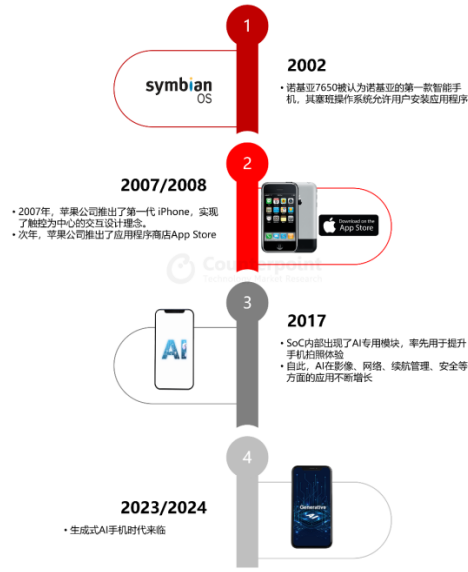 1
symbian
OS
2002
• 诺基亚7650被认为诺基亚的第一款智能手
机，其塞班操作系统允许用户安装应用程序
2
2007/2008
• 2007年，苹果公司推出了第一代 iPhone，实现
了触控为中心的交互设计理念。
• 次年，苹果公司推出了应用程序商店App Store
Download on the
App Store
Counterpoint
Technology Market Research
3
2017
• SoC内部出现了AI专用模块，率先用于提升
手机拍照体验
• 自此，AI在影像、网络、续航管理、安全等
方面的应用不断增长
AI
4
2023/2024
• 生成式AI手机时代来临
Generative
AI